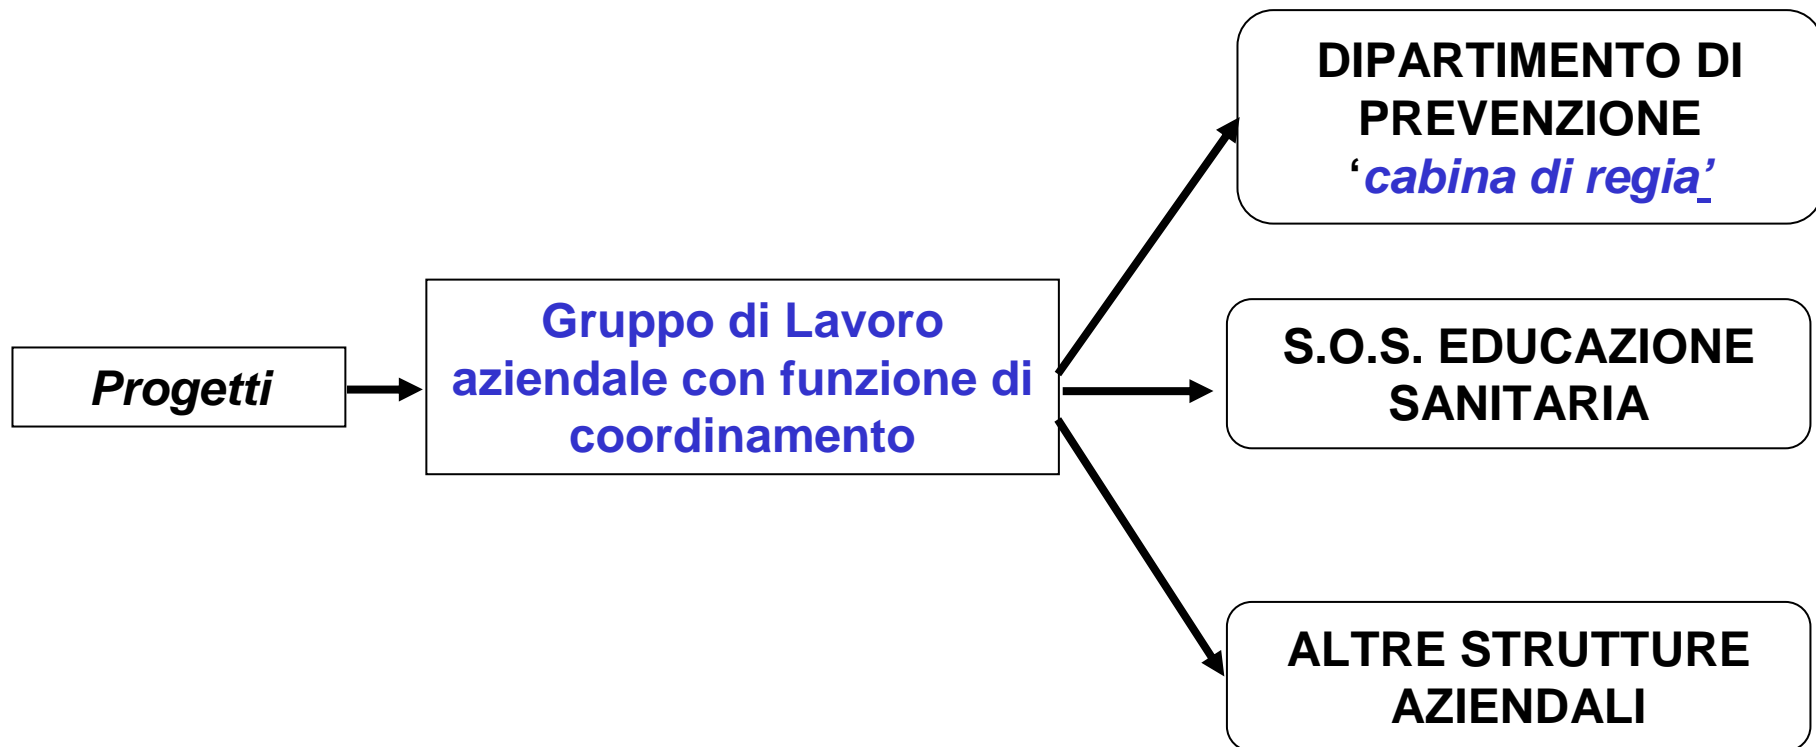 Progetti
Gruppo di Lavoro
aziendale con funzione di
coordinamento
DIPARTIMENTO DI
PREVENZIONE
‘cabina di regia’
S.O.S. EDUCAZIONE
SANITARIA
ALTRE STRUTTURE
AZIENDALI